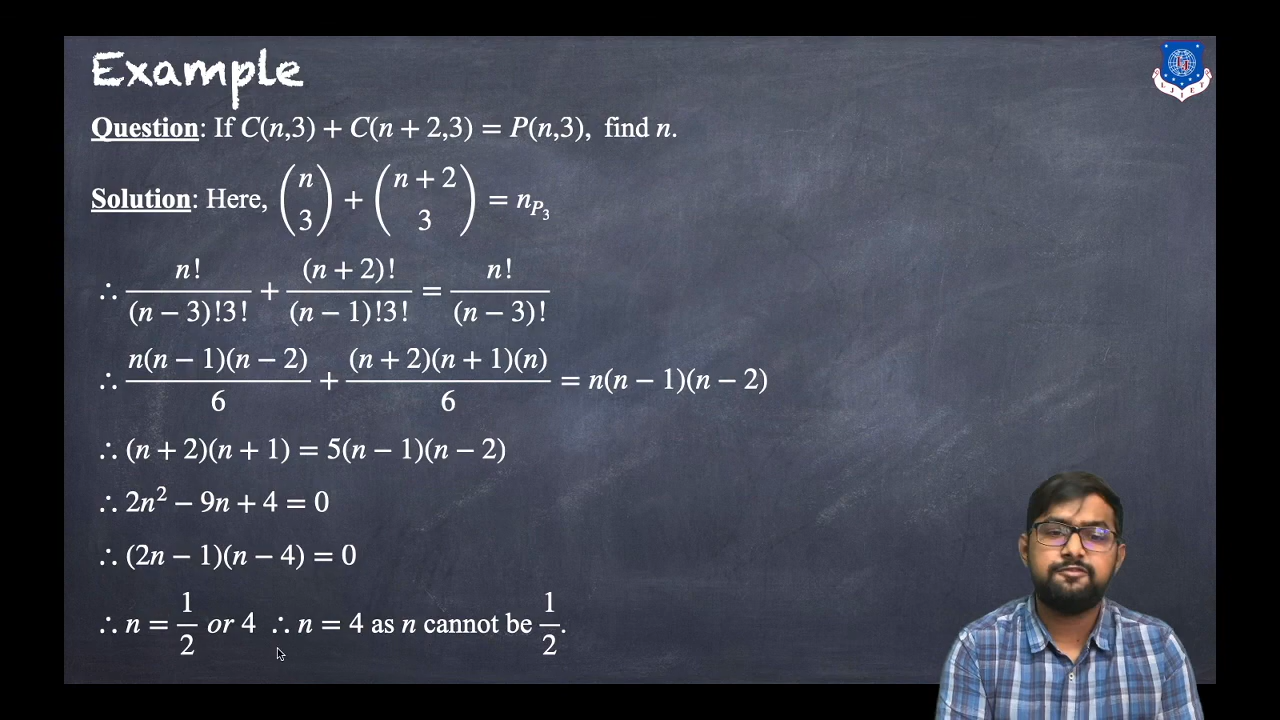 Example
Question: If C(n,3) + C(n + 2,3) = P(n,3), find n.
Solution: Here, (n 3) + (n + 2 3) = n_{P_3}
∴ n!/((n − 3)!3!) + (n + 2)!/((n − 1)!3!) = n!/((n − 3)!)
∴ n(n − 1)(n − 2)/6 + (n + 2)(n + 1)(n)/6 = n(n − 1)(n − 2)
∴ (n + 2)(n + 1) = 5(n − 1)(n − 2)
∴ 2n² − 9n + 4 = 0
∴ (2n − 1)(n − 4) = 0
∴ n = 1/2 or 4 ∴ n = 4 as n cannot be 1/2.